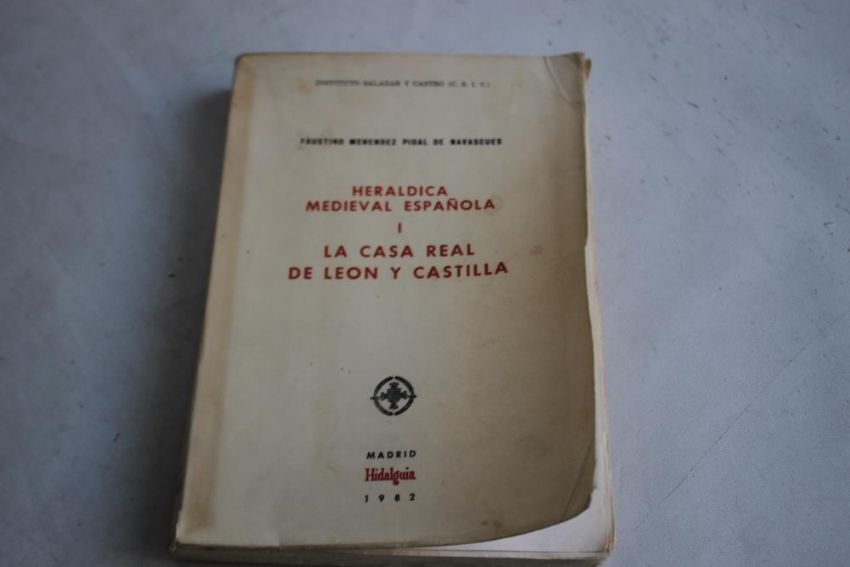 INSTITUTO SALAZAR Y CASTRO (C. S. I. C.)
FAUSTINO MENENDEZ PIDAL DE NAVASCUES
HERALDICA
MEDIEVAL ESPAÑOLA
I
LA CASA REAL
DE LEON Y CASTILLA
MADRID
Hidalguia
1982